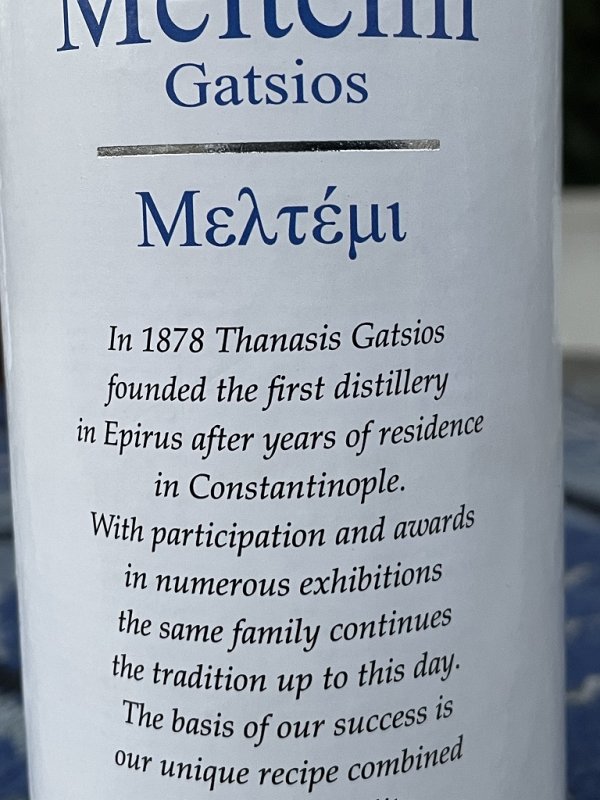 Meltemi
Gatsios
Μελτέμι
In 1878 Thanasis Gatsios
founded the first distillery
in Epirus after years of residence
in Constantinople.
With participation and awards
in numerous exhibitions
the same family continues
the tradition up to this day.
The basis of our success is
our unique recipe combined